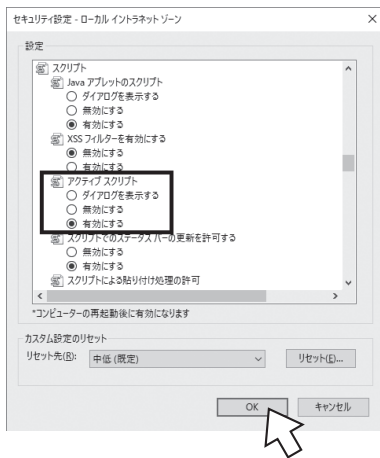 セキュリティ設定 - ローカル イントラネット ゾーン
設定
スクリプト
Java アプレットのスクリプト
ダイアログを表示する
無効にする
有効にする
XSS フィルターを有効にする
無効にする
有効にする
アクティブ スクリプト
ダイアログを表示する
無効にする
有効にする
スクリプトでのステータス バーの更新を許可する
無効にする
有効にする
スクリプトによる貼り付け処理の許可
*コンピューターの再起動後に有効になります
カスタム設定のリセット
リセット先(R): 中低 (既定) リセット(E)...
OK キャンセル